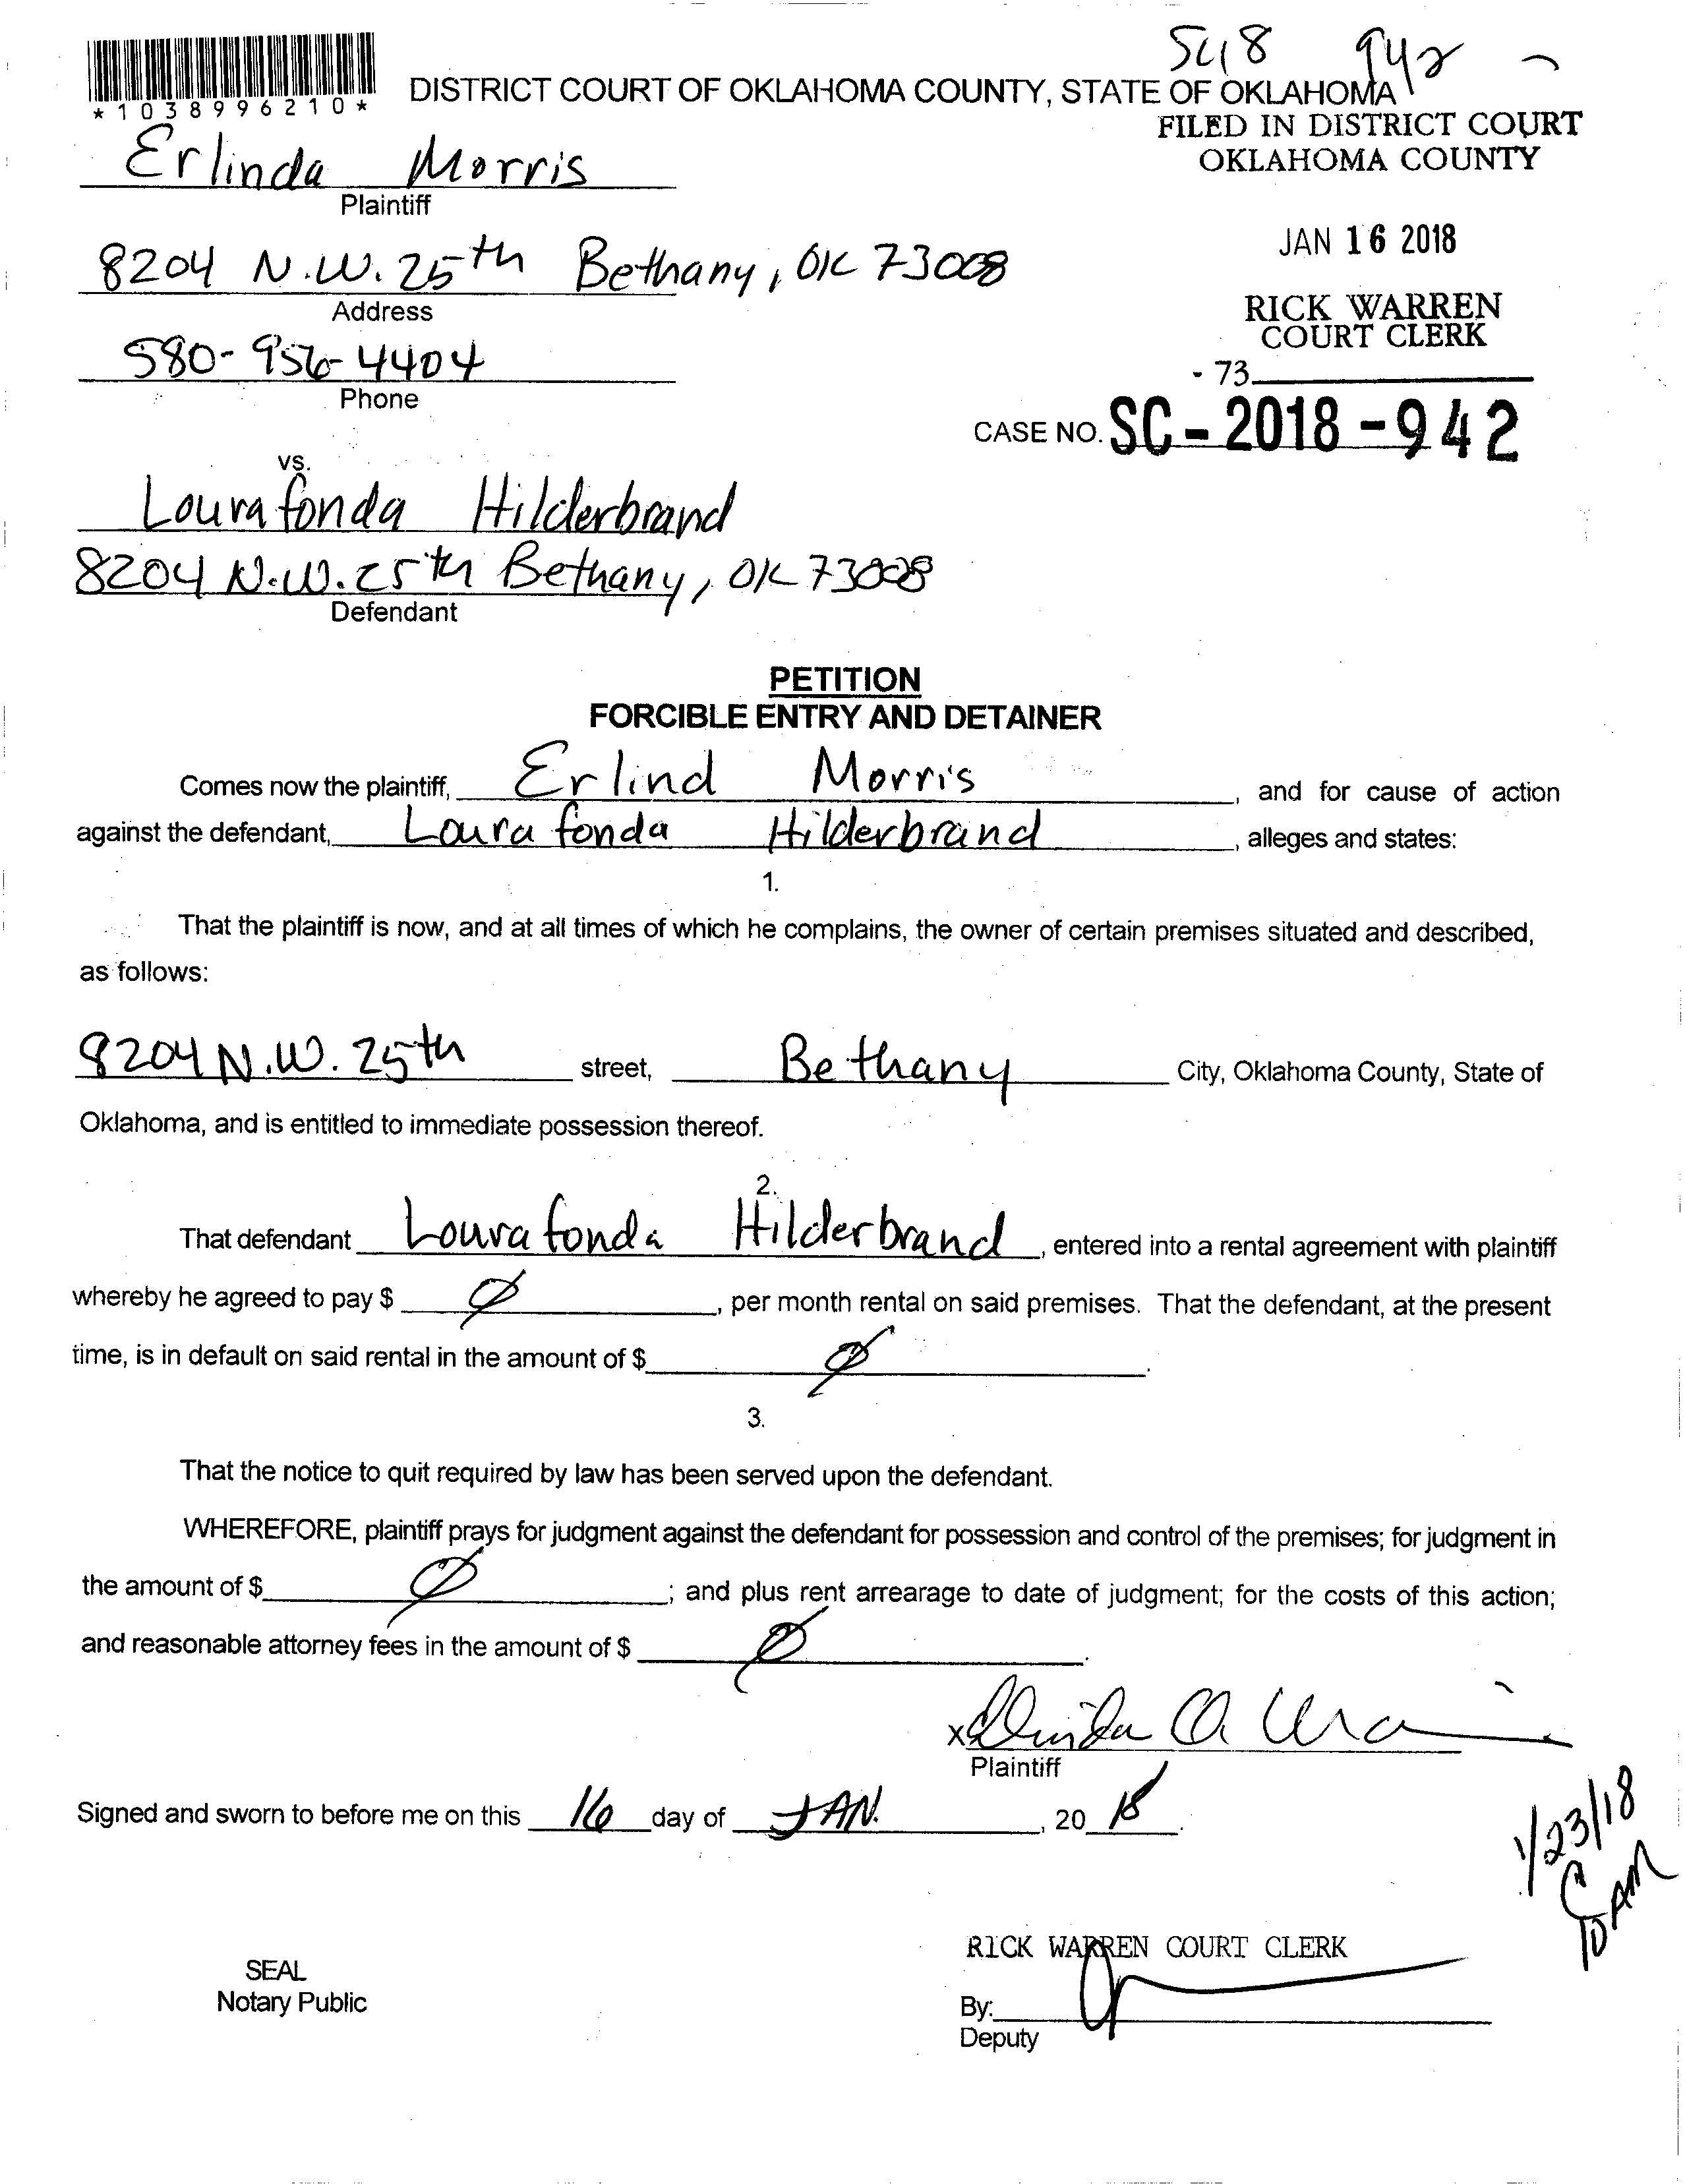 SC18 942
*1038996210*
DISTRICT COURT OF OKLAHOMA COUNTY, STATE OF OKLAHOMA
FILED IN DISTRICT COURT
OKLAHOMA COUNTY
Erlinda Morris
Plaintiff
8204 N.W. 25th Bethany, OK 73008
Address
JAN 16 2018
RICK WARREN
COURT CLERK
580-956-4404
Phone
- 73
CASE NO. SC-2018-942
vs.
Lourafonda Hilderbrand
8204 N.W. 25th Bethany, OK 73008
Defendant
PETITION
FORCIBLE ENTRY AND DETAINER
Comes now the plaintiff, Erlind Morris, and for cause of action
against the defendant, Loura fonda Hilderbrand, alleges and states:
1.
That the plaintiff is now, and at all times of which he complains, the owner of certain premises situated and described,
as follows:
8204 N.W. 25th street, Bethany City, Oklahoma County, State of
Oklahoma, and is entitled to immediate possession thereof.
2.
That defendant Loura fonda Hilderbrand, entered into a rental agreement with plaintiff
whereby he agreed to pay $ Ø, per month rental on said premises. That the defendant, at the present
time, is in default on said rental in the amount of $ Ø.
3.
That the notice to quit required by law has been served upon the defendant.
WHEREFORE, plaintiff prays for judgment against the defendant for possession and control of the premises; for judgment in
the amount of $ Ø; and plus rent arrearage to date of judgment; for the costs of this action;
and reasonable attorney fees in the amount of $ Ø.
x
Plaintiff
Signed and sworn to before me on this 16 day of JAN., 20 18.
1/23/18
C
10 AM
RICK WARREN COURT CLERK
SEAL
Notary Public
By:
Deputy